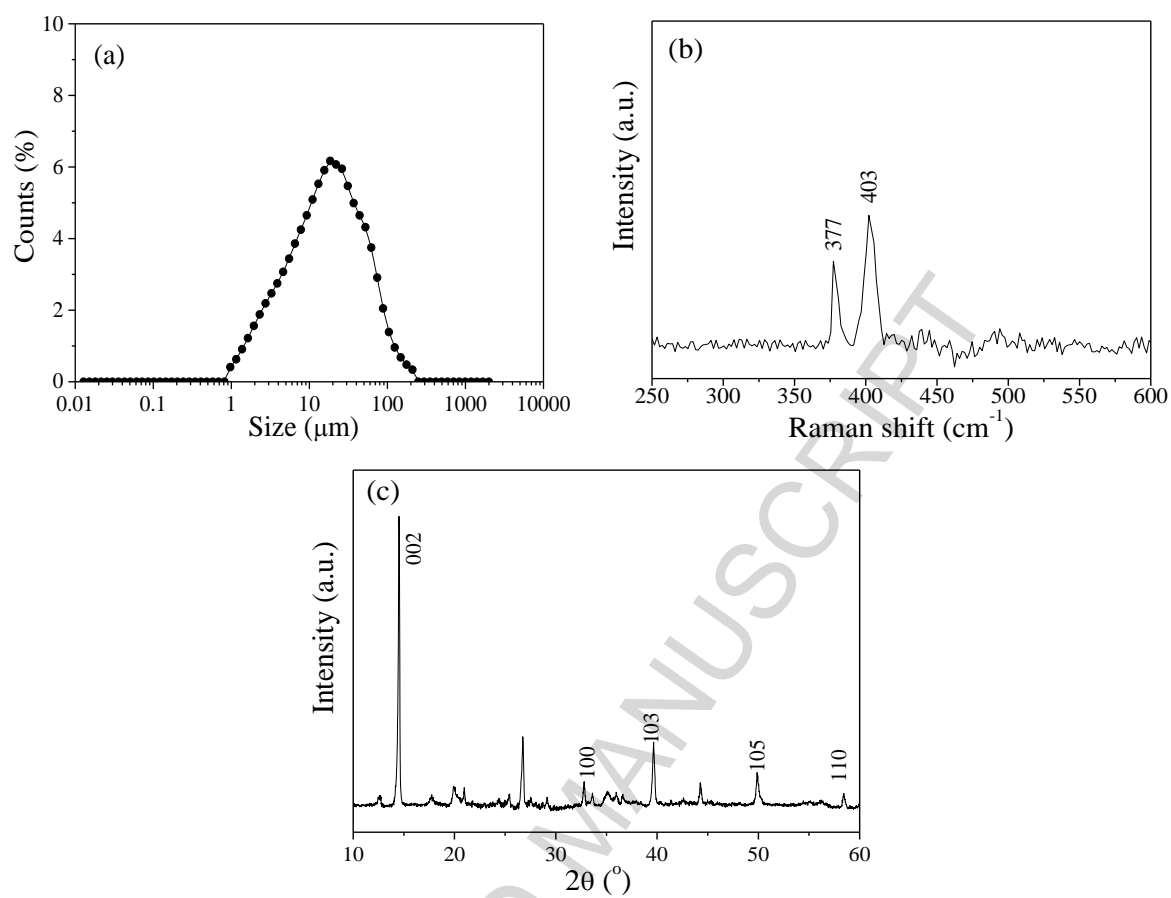 (a)
10
8
6
4
2
0
Counts (%)
0.01 0.1 1 10 100 1000 10000
Size (μm)
(b)
Intensity (a.u.)
377
403
250 300 350 400 450 500 550 600
Raman shift (cm⁻¹)
(c)
Intensity (a.u.)
002
100
103
105
110
10 20 30 40 50 60
2θ (°)
MANUSCRIPT